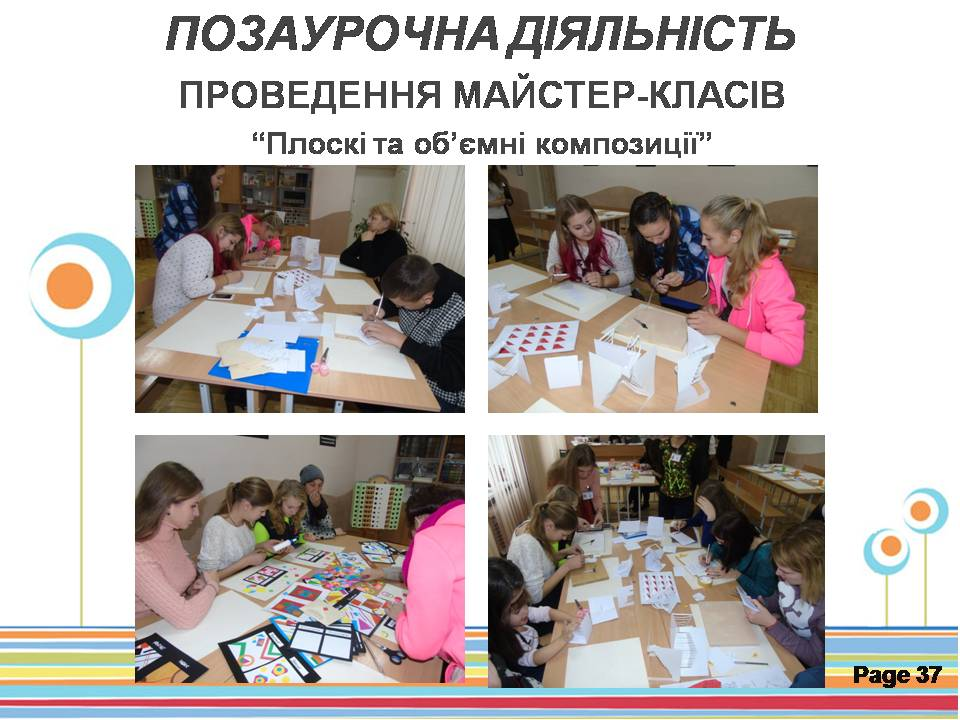 ПОЗАУРОЧНА ДІЯЛЬНІСТЬ
ПРОВЕДЕННЯ МАЙСТЕР-КЛАСІВ
“Плоскі та об’ємні композиції”
Page 37